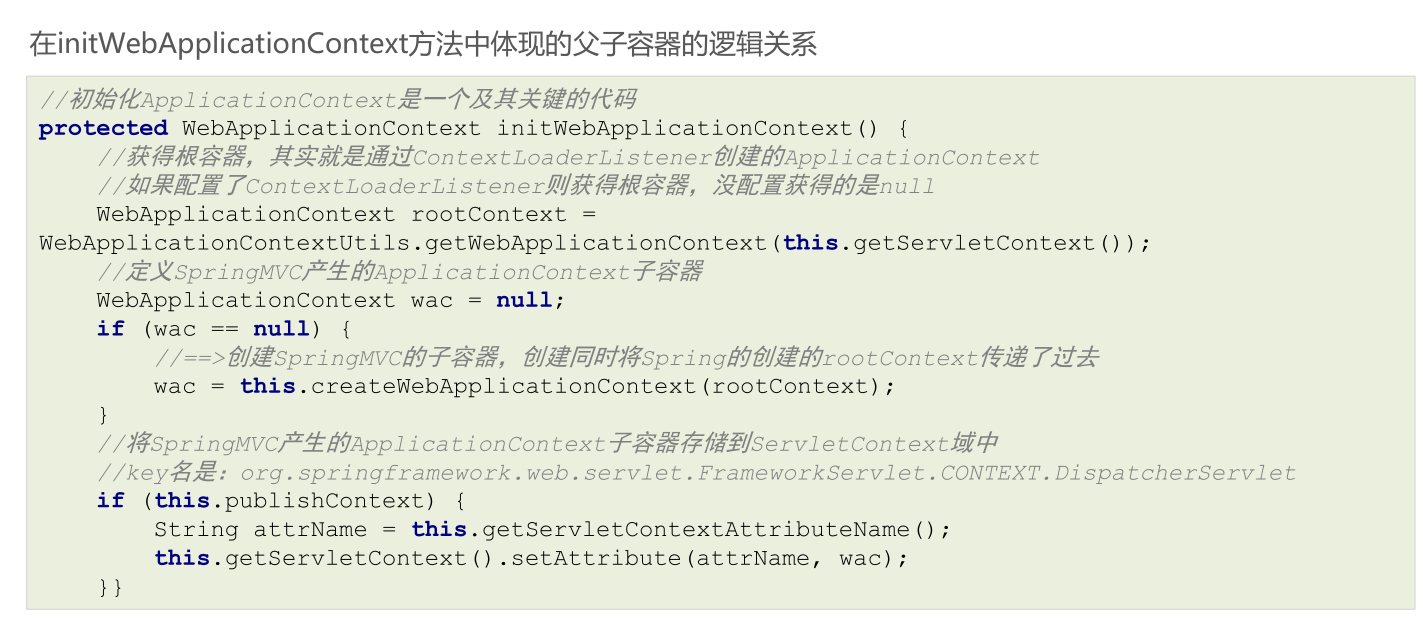 在initWebApplicationContext方法中体现的父子容器的逻辑关系
//初始化ApplicationContext是一个及其关键的代码
protected WebApplicationContext initWebApplicationContext() {
    //获得根容器，其实就是通过ContextLoaderListener创建的ApplicationContext
    //如果配置了ContextLoaderListener则获得根容器，没配置获得的是null
    WebApplicationContext rootContext =
WebApplicationContextUtils.getWebApplicationContext(this.getServletContext());
    //定义SpringMVC产生的ApplicationContext子容器
    WebApplicationContext wac = null;
    if (wac == null) {
        //==>创建SpringMVC的子容器，创建同时将Spring的创建的rootContext传递了过去
        wac = this.createWebApplicationContext(rootContext);
    }
    //将SpringMVC产生的ApplicationContext子容器存储到ServletContext域中
    //key名是：org.springframework.web.servlet.FrameworkServlet.CONTEXT.DispatcherServlet
    if (this.publishContext) {
        String attrName = this.getServletContextAttributeName();
        this.getServletContext().setAttribute(attrName, wac);
    }}